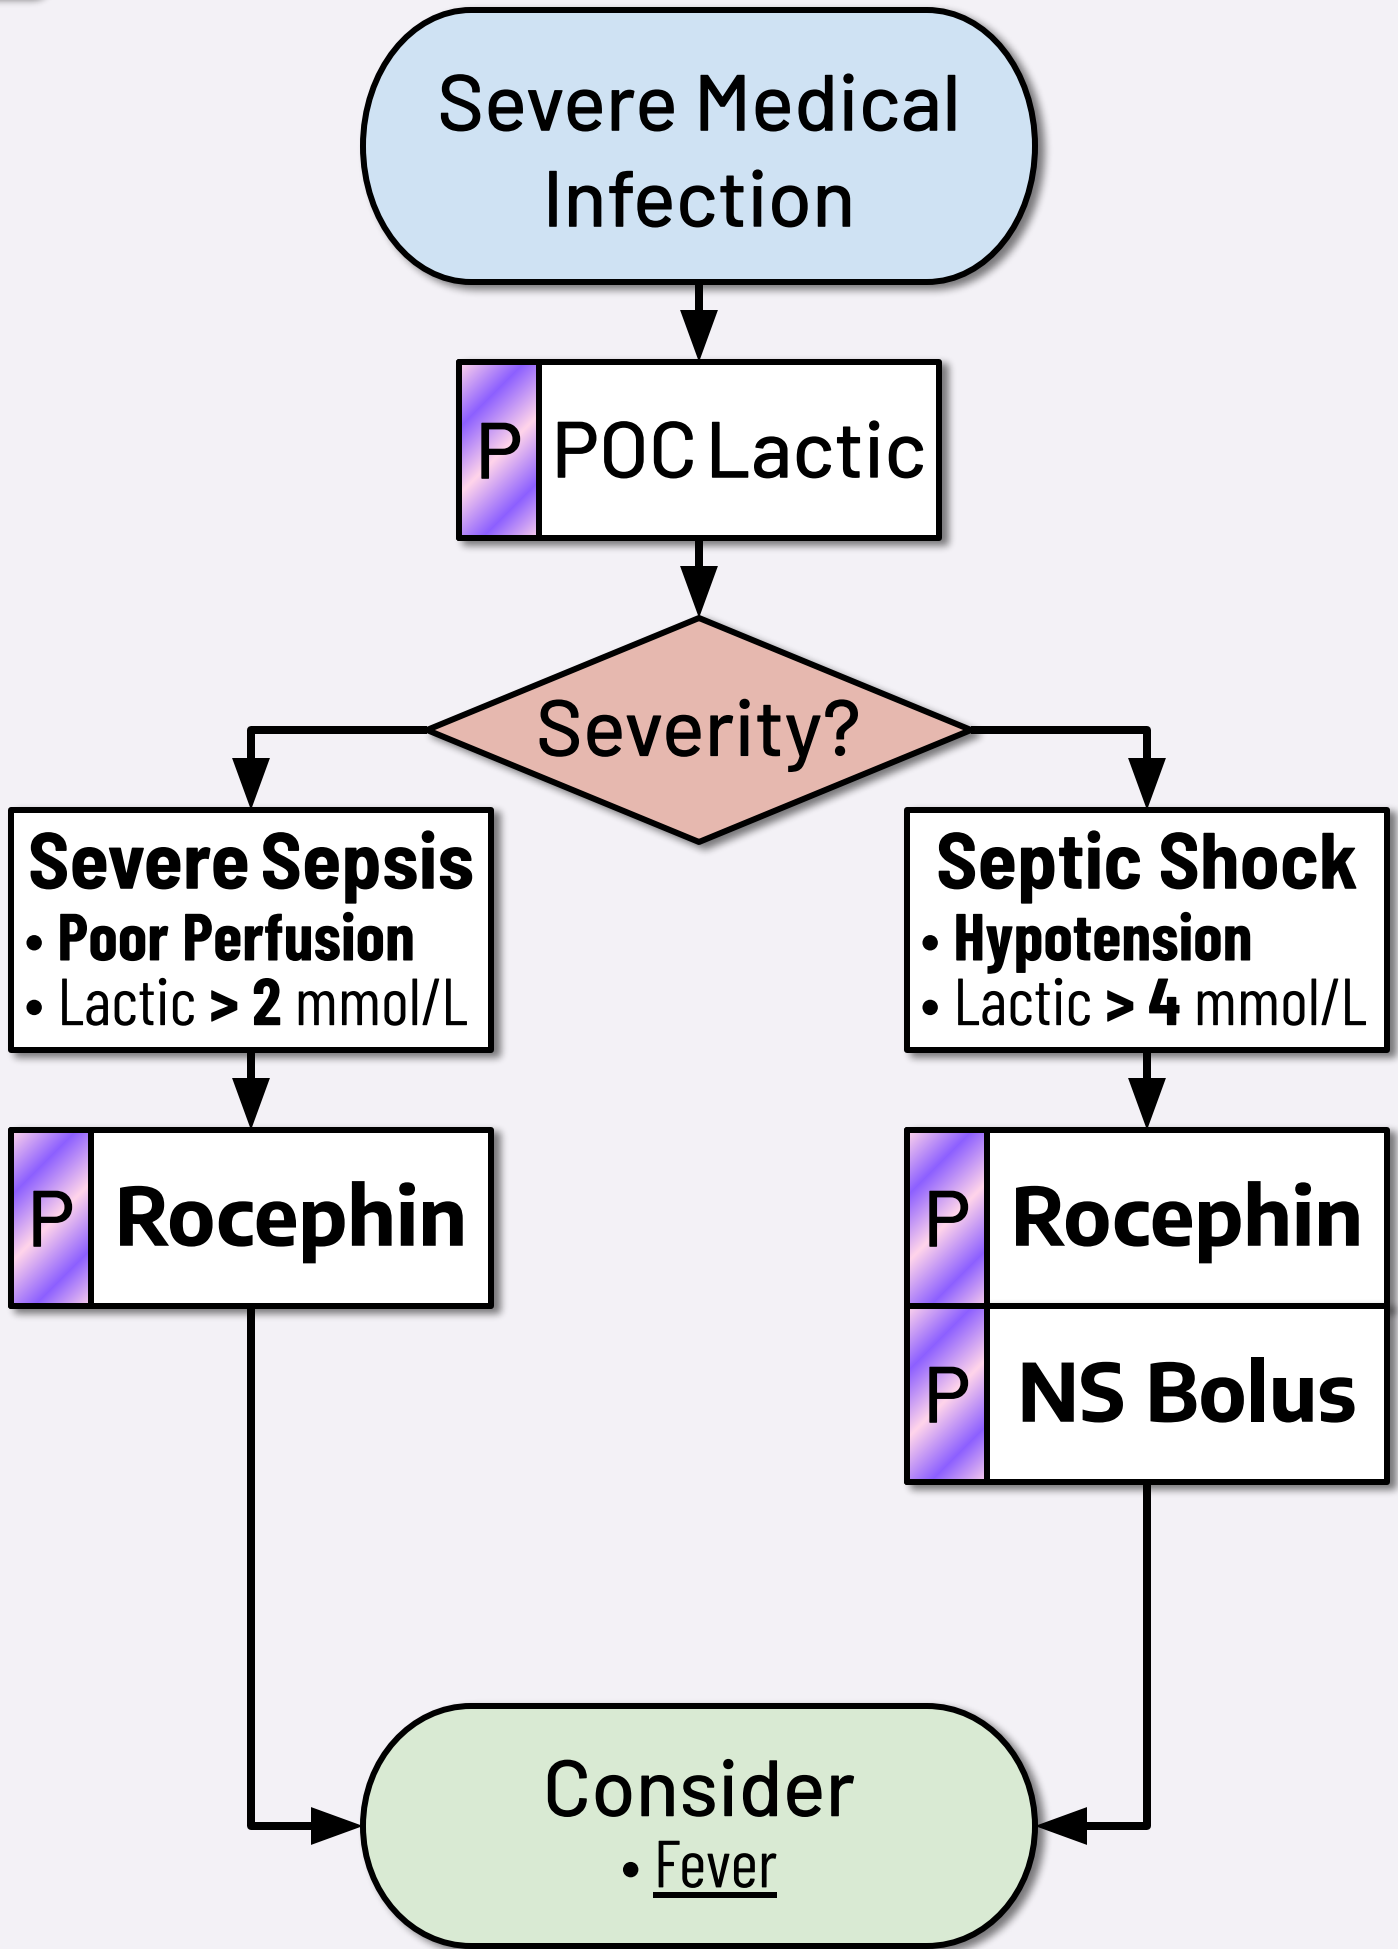 Severe Medical
Infection
P POC Lactic
Severity?
Severe Sepsis
• Poor Perfusion
• Lactic > 2 mmol/L
P Rocephin
Septic Shock
• Hypotension
• Lactic > 4 mmol/L
P Rocephin
P NS Bolus
Consider
• Fever